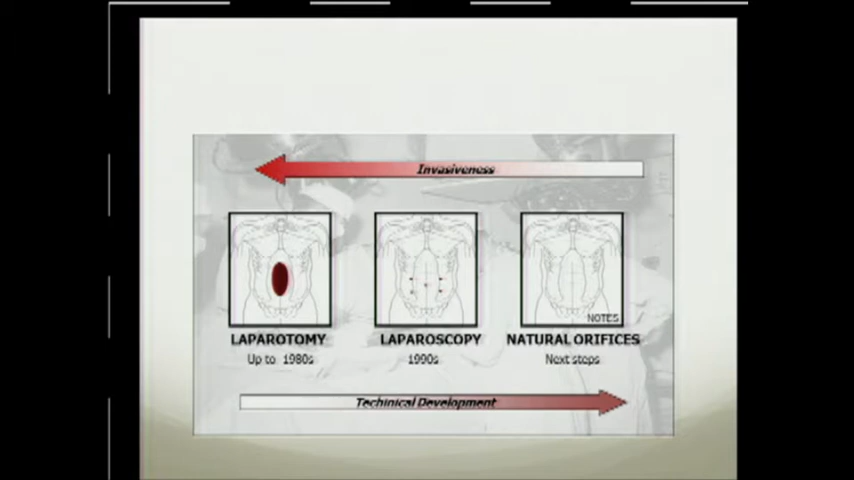 Invasiveness
NOTES
LAPAROTOMY
LAPAROSCOPY
NATURAL ORIFICES
Up to 1980s
1990s
Next steps
Techinical Development